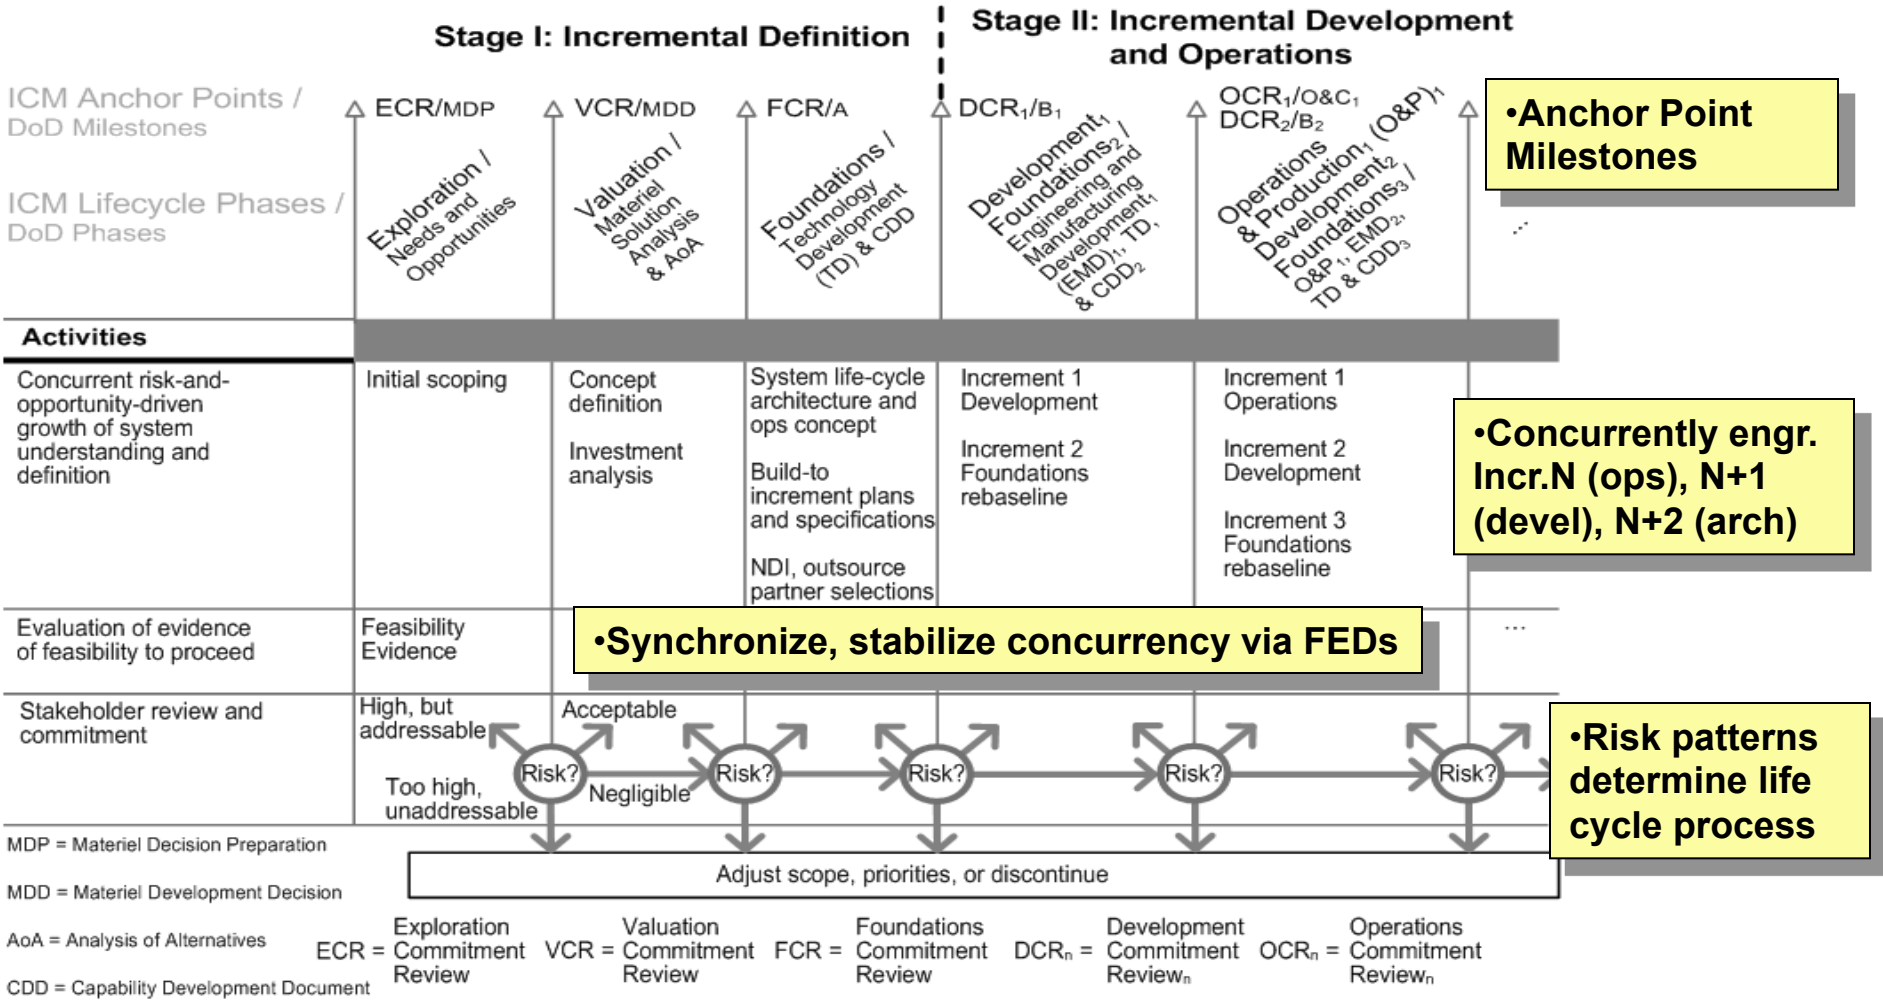 Stage I: Incremental Definition
Stage II: Incremental Development
and Operations
ICM Anchor Points /
DoD Milestones
ECR/MDP
VCR/MDD
FCR/A
DCR₁/B₁
OCR₁/O&C₁
DCR₂/B₂
•Anchor Point
Milestones
ICM Lifecycle Phases /
DoD Phases
Exploration /
Needs and
Opportunities
Valuation /
Materiel
Solution
Analysis
& AoA
Foundations /
Technology
Development
(TD) & CDD
Development₁
Foundations₂ /
Engineering and
Manufacturing
Development₁
(EMD)₁, TD,
& CDD₂
Operations
& Production₁ (O&P)₁
Development₂
Foundations₃ /
O&P₁, EMD₂,
TD & CDD₃
...
Activities
Concurrent risk-and-
opportunity-driven
growth of system
understanding and
definition
Initial scoping
Concept
definition
Investment
analysis
System life-cycle
architecture and
ops concept
Build-to
increment plans
and specifications
NDI, outsource
partner selections
Increment 1
Development
Increment 2
Foundations
rebaseline
Increment 1
Operations
Increment 2
Development
Increment 3
Foundations
rebaseline
•Concurrently engr.
Incr.N (ops), N+1
(devel), N+2 (arch)
Evaluation of evidence
of feasibility to proceed
Feasibility
Evidence
•Synchronize, stabilize concurrency via FEDs
...
Stakeholder review and
commitment
High, but
addressable
Acceptable
Too high,
unaddressable
Negligible
Risk?
Risk?
Risk?
Risk?
Risk?
•Risk patterns
determine life
cycle process
Adjust scope, priorities, or discontinue
MDP = Materiel Decision Preparation
MDD = Materiel Development Decision
AoA = Analysis of Alternatives
CDD = Capability Development Document
ECR = Exploration
Commitment
Review
VCR = Valuation
Commitment
Review
FCR = Foundations
Commitment
Review
DCRₙ = Development
Commitment
Reviewₙ
OCRₙ = Operations
Commitment
Reviewₙ